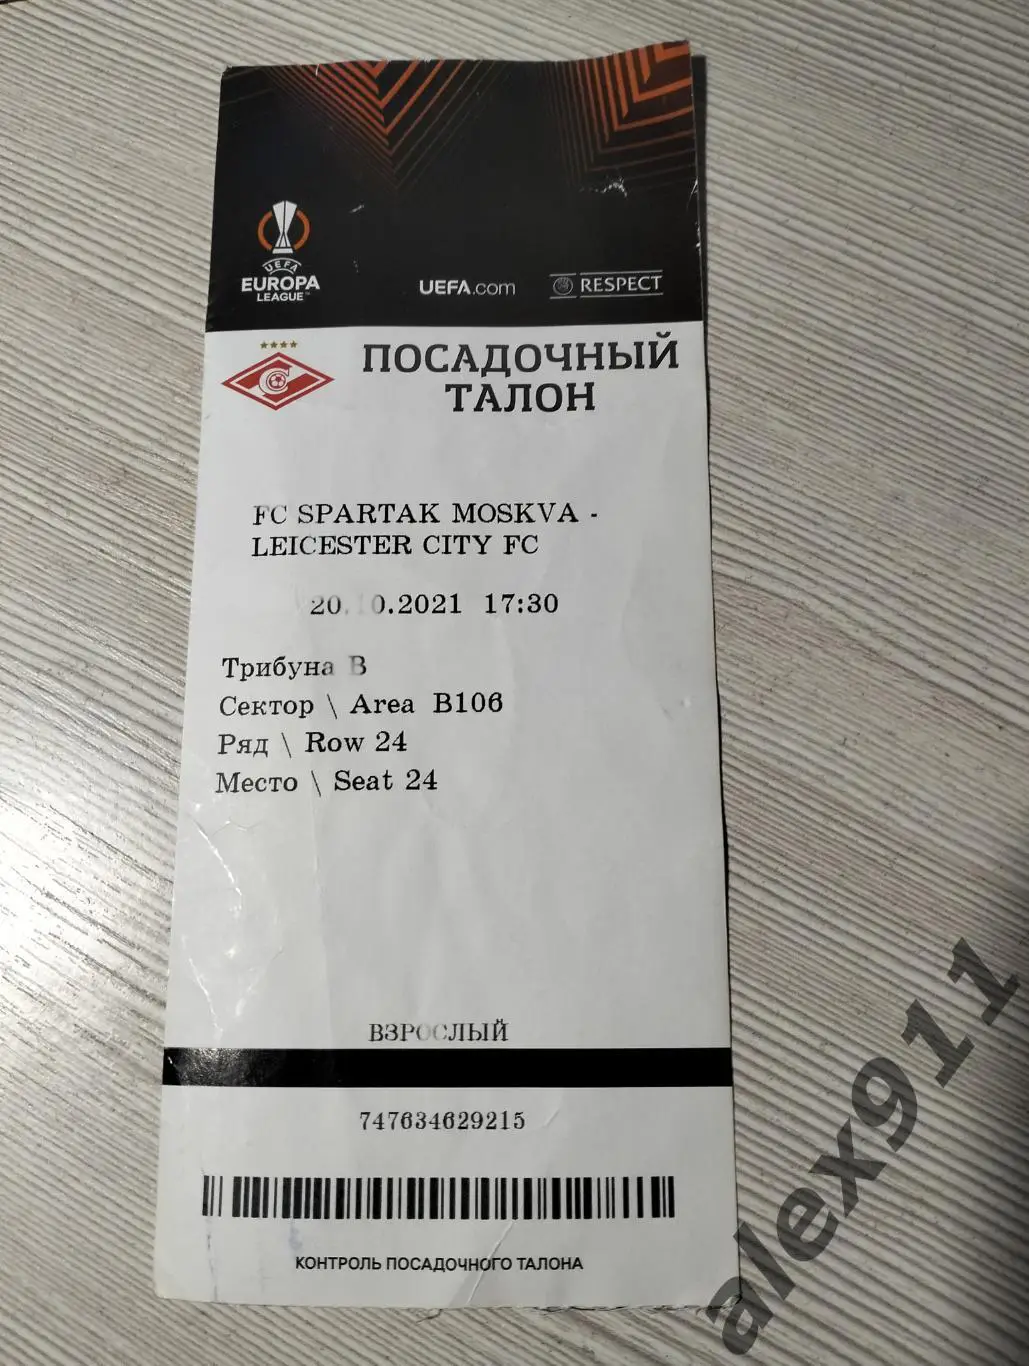 UEFA
EUROPA
LEAGUE™
UEFA.com
RESPECT
ПОСАДОЧНЫЙ
ТАЛОН
FC SPARTAK MOSKVA -
LEICESTER CITY FC
20.10.2021 17:30
Трибуна B
Сектор \ Area B106
Ряд \ Row 24
Место \ Seat 24
ВЗРОСЛЫЙ
747634629215
КОНТРОЛЬ ПОСАДОЧНОГО ТАЛОНА
alex911